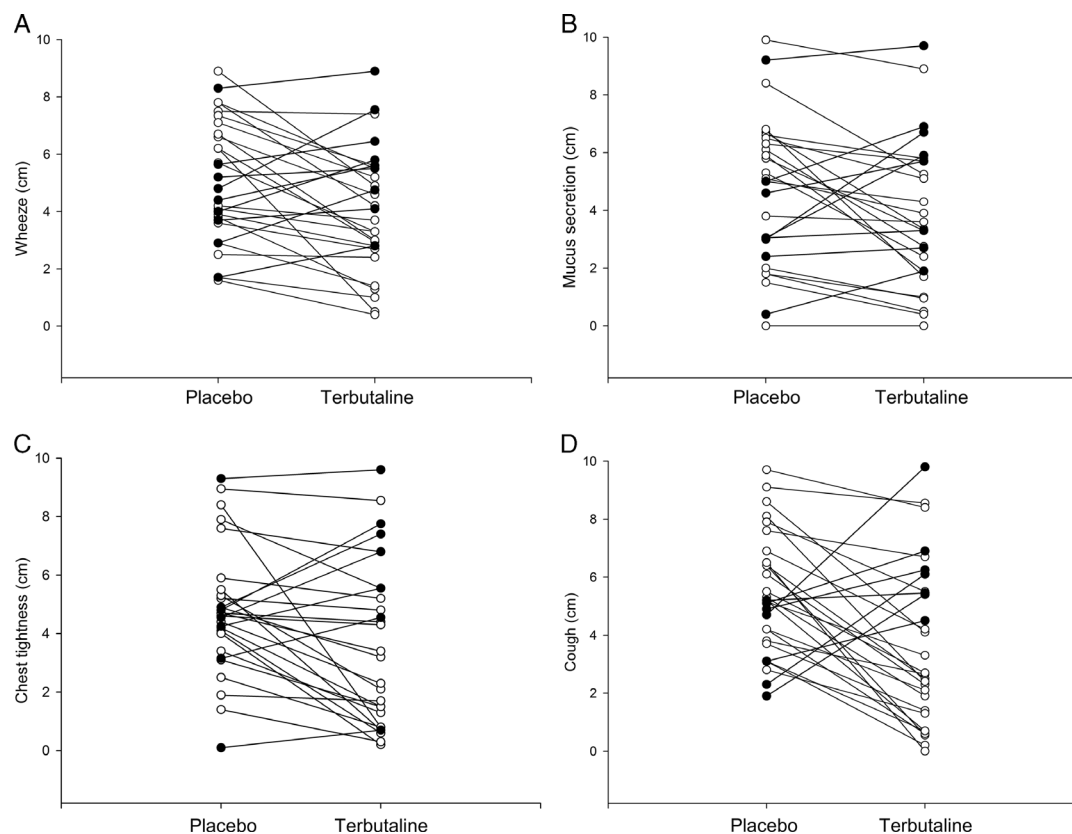 A
10
8
6
4
2
0
Wheeze (cm)
Placebo Terbutaline
B
10
8
6
4
2
0
Mucus secretion (cm)
Placebo Terbutaline
C
10
8
6
4
2
0
Chest tightness (cm)
Placebo Terbutaline
D
10
8
6
4
2
0
Cough (cm)
Placebo Terbutaline